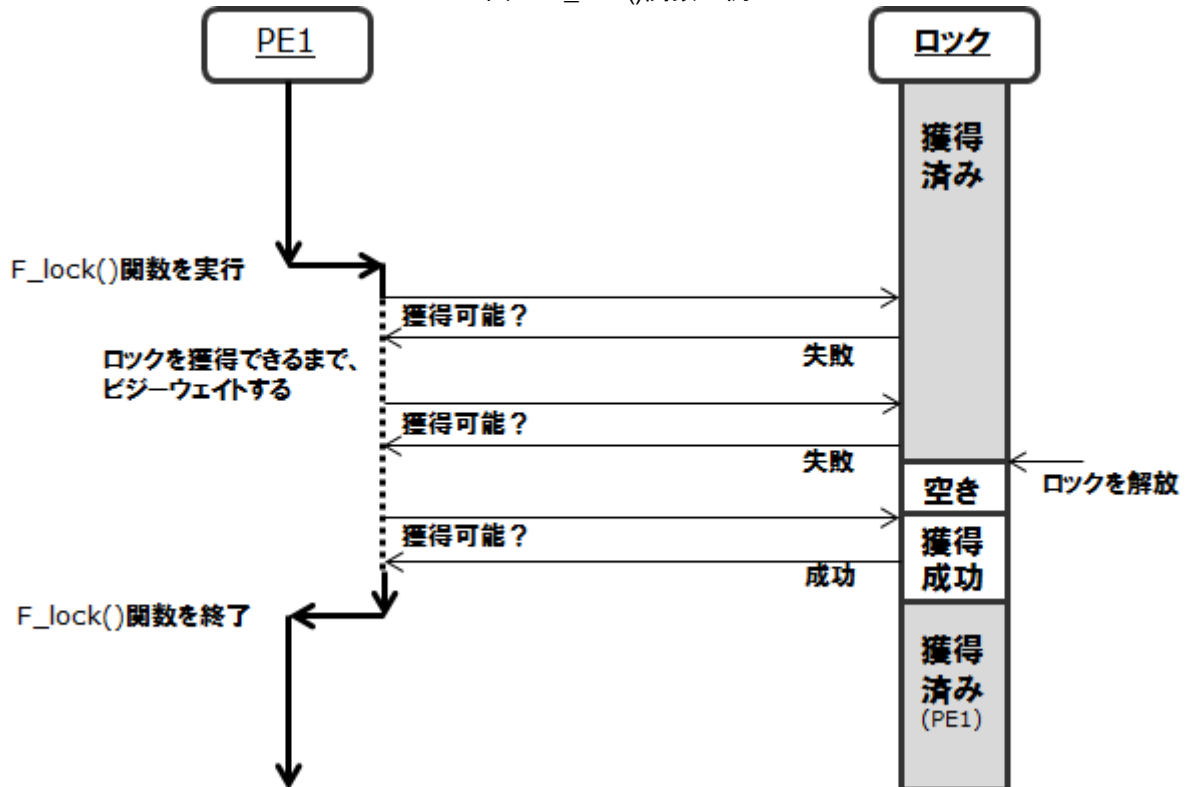 PE1
ロック
獲得
済み
F_lock()関数を実行
獲得可能？
失敗
ロックを獲得できるまで、
ビジーウェイトする
獲得可能？
失敗
ロックを解放
空き
獲得可能？
獲得
成功
成功
F_lock()関数を終了
獲得
済み
(PE1)